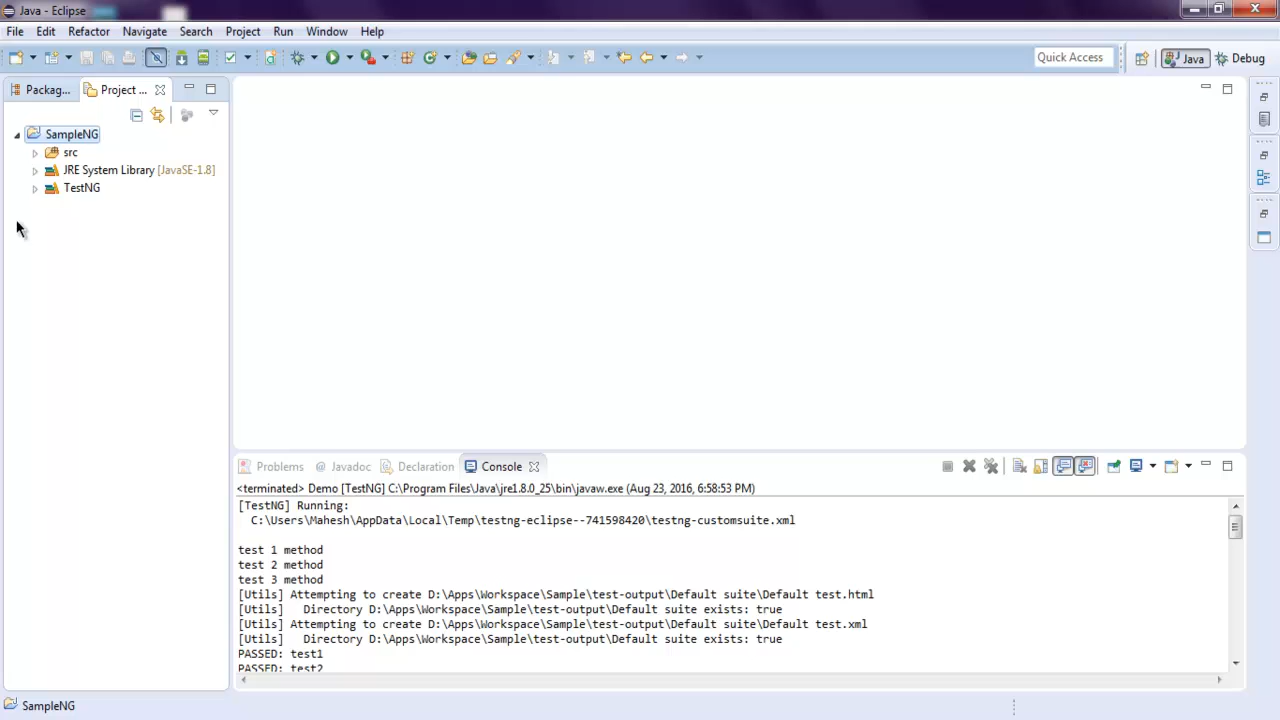 Java - Eclipse
File Edit Refactor Navigate Search Project Run Window Help
Quick Access
Java
Debug
Packag...
Project ...
SampleNG
src
JRE System Library [JavaSE-1.8]
TestNG
Problems @ Javadoc Declaration Console
<terminated> Demo [TestNG] C:\Program Files\Java\jre1.8.0_25\bin\javaw.exe (Aug 23, 2016, 6:58:53 PM)
[TestNG] Running:
C:\Users\Mahesh\AppData\Local\Temp\testng-eclipse--741598420\testng-customsuite.xml
test 1 method
test 2 method
test 3 method
[Utils] Attempting to create D:\Apps\Workspace\Sample\test-output\Default suite\Default test.html
[Utils] Directory D:\Apps\Workspace\Sample\test-output\Default suite exists: true
[Utils] Attempting to create D:\Apps\Workspace\Sample\test-output\Default suite\Default test.xml
[Utils] Directory D:\Apps\Workspace\Sample\test-output\Default suite exists: true
PASSED: test1
PASSED: test2
SampleNG